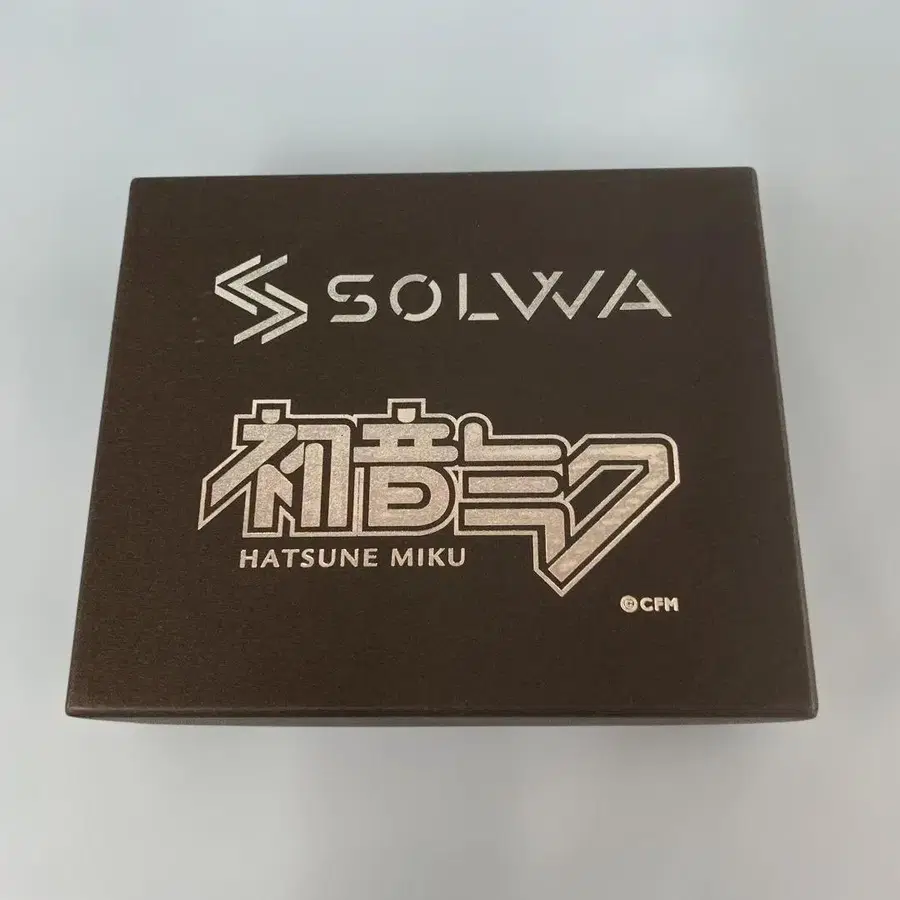 SOLWA
初音ミク
HATSUNE MIKU
©CFM